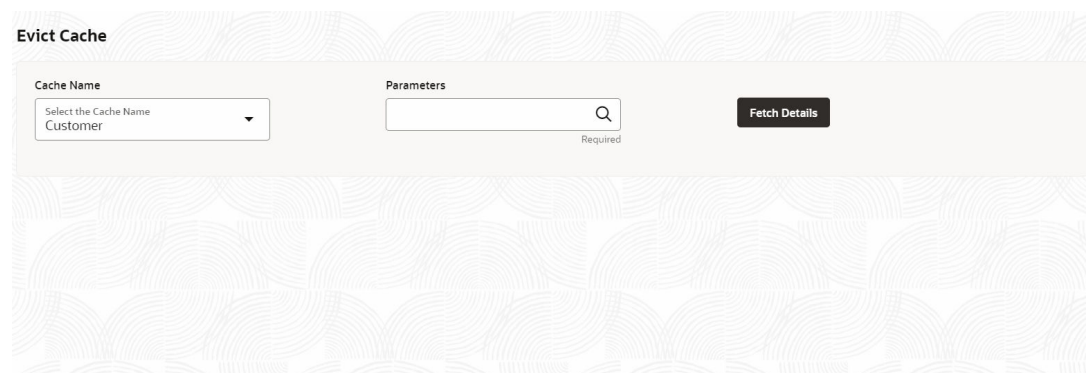 Evict Cache
Cache Name
Parameters
Select the Cache Name
Customer
Fetch Details
Required